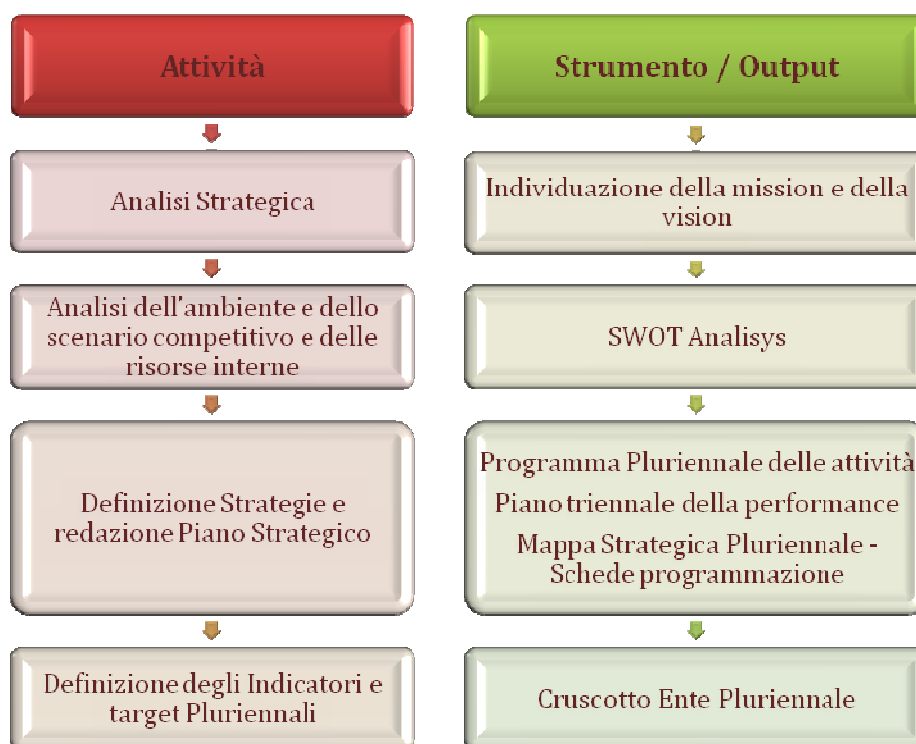 Attività
Analisi Strategica
Analisi dell'ambiente e dello
scenario competitivo e delle
risorse interne
Definizione Strategie e
redazione Piano Strategico
Definizione degli Indicatori e
target Pluriennali
Strumento / Output
Individuazione della mission e della
vision
SWOT Analisys
Programma Pluriennale delle attività
Piano triennale della performance
Mappa Strategica Pluriennale -
Schede programmazione
Cruscotto Ente Pluriennale